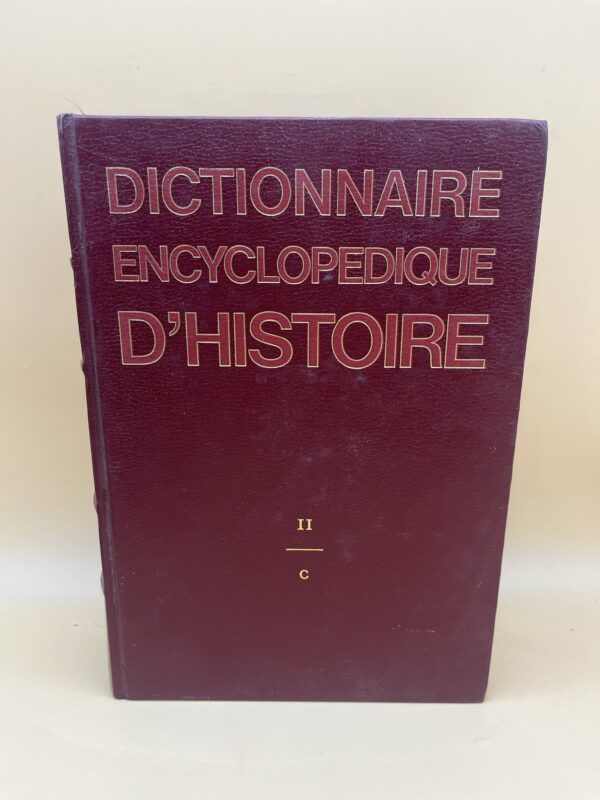 DICTIONNAIRE
ENCYCLOPEDIQUE
D'HISTOIRE
II
C